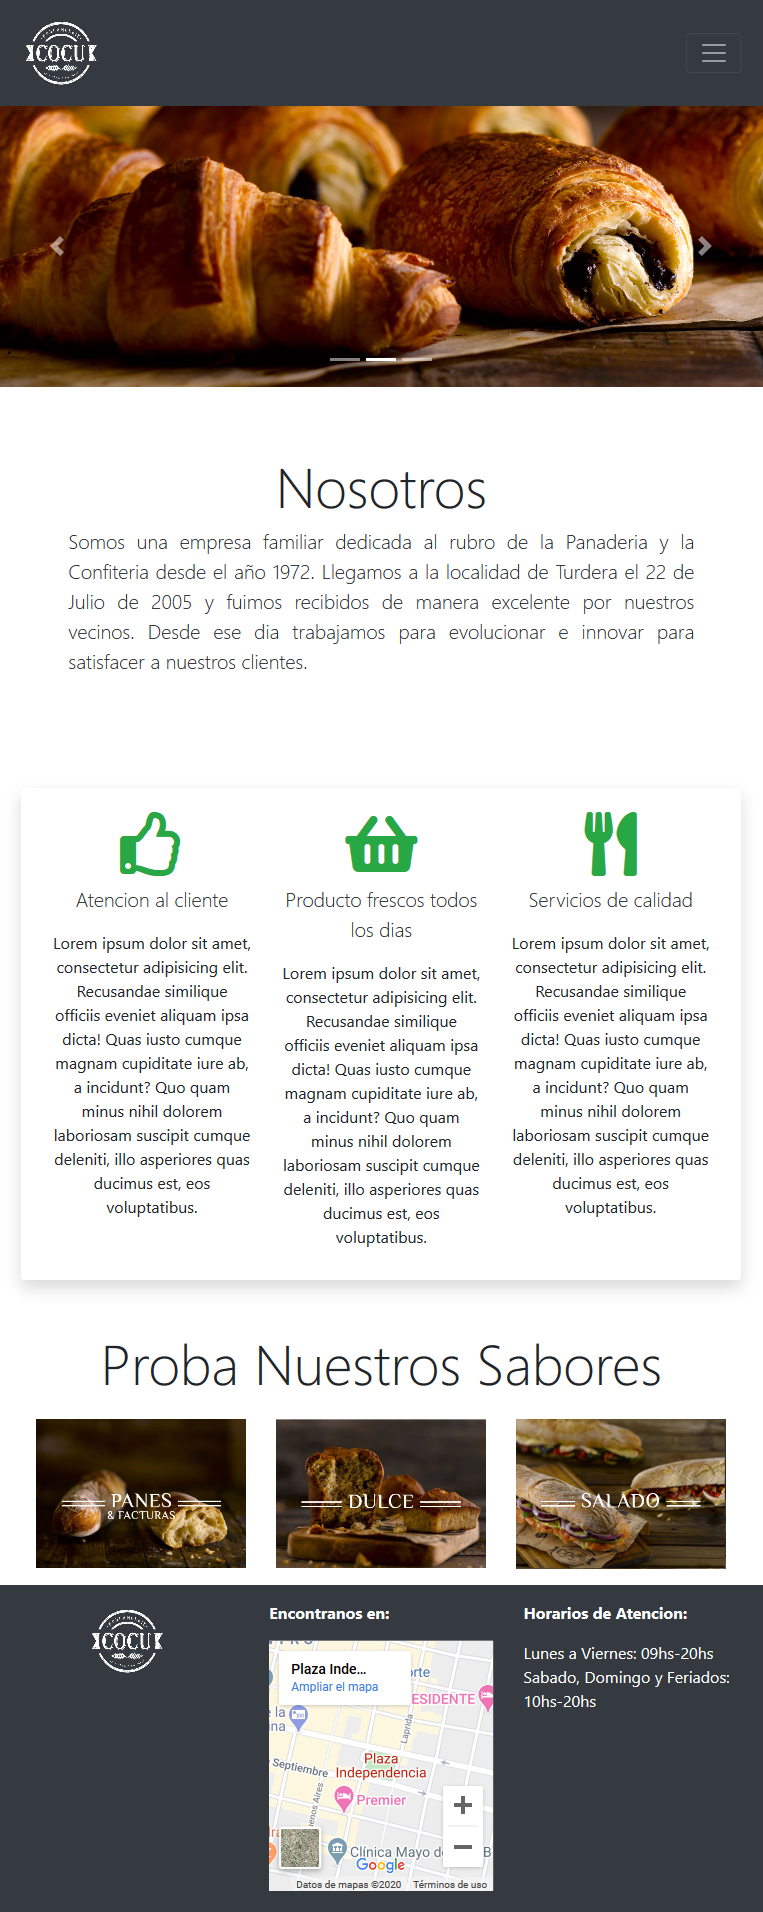 COCU
Nosotros
Somos una empresa familiar dedicada al rubro de la Panaderia y la
Confiteria desde el año 1972. Llegamos a la localidad de Turdera el 22 de
Julio de 2005 y fuimos recibidos de manera excelente por nuestros
vecinos. Desde ese dia trabajamos para evolucionar e innovar para
satisfacer a nuestros clientes.
Atencion al cliente
Lorem ipsum dolor sit amet,
consectetur adipisicing elit.
Recusandae similique
officiis eveniet aliquam ipsa
dicta! Quas iusto cumque
magnam cupiditate iure ab,
a incidunt? Quo quam
minus nihil dolorem
laboriosam suscipit cumque
deleniti, illo asperiores quas
ducimus est, eos
voluptatibus.
Producto frescos todos
los dias
Lorem ipsum dolor sit amet,
consectetur adipisicing elit.
Recusandae similique
officiis eveniet aliquam ipsa
dicta! Quas iusto cumque
magnam cupiditate iure ab,
a incidunt? Quo quam
minus nihil dolorem
laboriosam suscipit cumque
deleniti, illo asperiores quas
ducimus est, eos
voluptatibus.
Servicios de calidad
Lorem ipsum dolor sit amet,
consectetur adipisicing elit.
Recusandae similique
officiis eveniet aliquam ipsa
dicta! Quas iusto cumque
magnam cupiditate iure ab,
a incidunt? Quo quam
minus nihil dolorem
laboriosam suscipit cumque
deleniti, illo asperiores quas
ducimus est, eos
voluptatibus.
Proba Nuestros Sabores
PANES
& FACTURAS
DULCE
SALADO
COCU
Encontranos en:
Plaza Inde...
Ampliar el mapa
ESIDENTE
Laprida
Septiembre
Plaza
Independencia
Premier
Clínica Mayo de
Google
Datos de mapas ©2020
Términos de uso
Horarios de Atencion:
Lunes a Viernes: 09hs-20hs
Sabado, Domingo y Feriados:
10hs-20hs